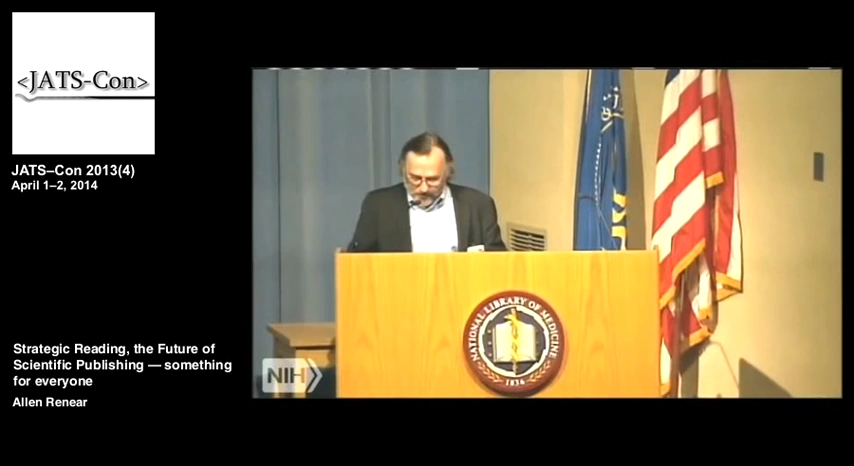 <JATS-Con>
JATS–Con 2013(4)
April 1–2, 2014
Strategic Reading, the Future of
Scientific Publishing — something
for everyone
Allen Renear
NIH
NATIONAL LIBRARY OF MEDICINE
1836